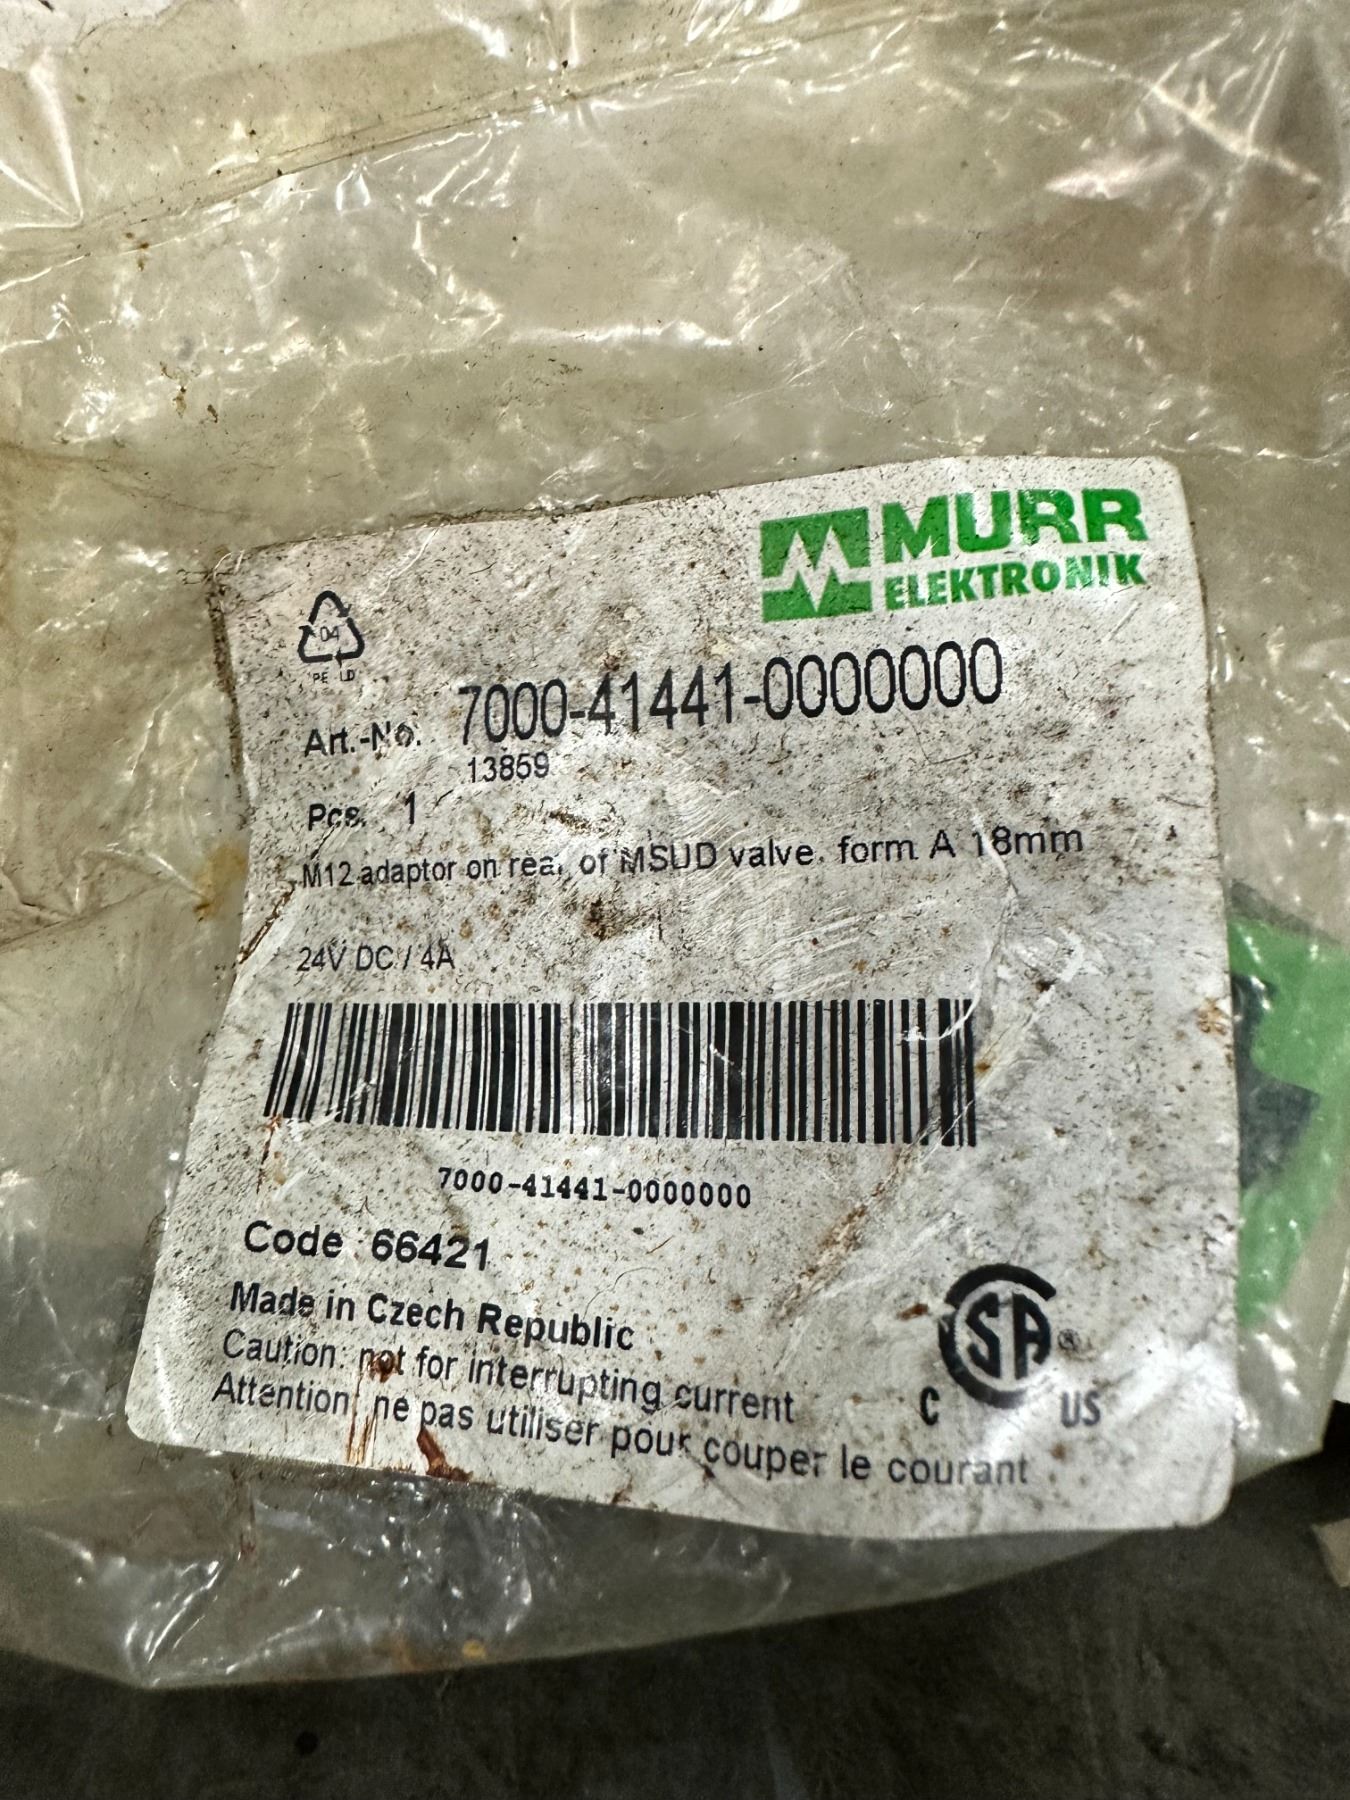 MURR
ELEKTRONIK
04
PE LD
Art.-No. 7000-41441-0000000
13859
Pcs. 1
M12 adaptor on rear of MSUD valve. form A 18mm
24V DC / 4A
7000-41441-0000000
Code : 66421
Made in Czech Republic
Caution: not for interrupting current
Attention: ne pas utiliser pour couper le courant
CSA®
C US